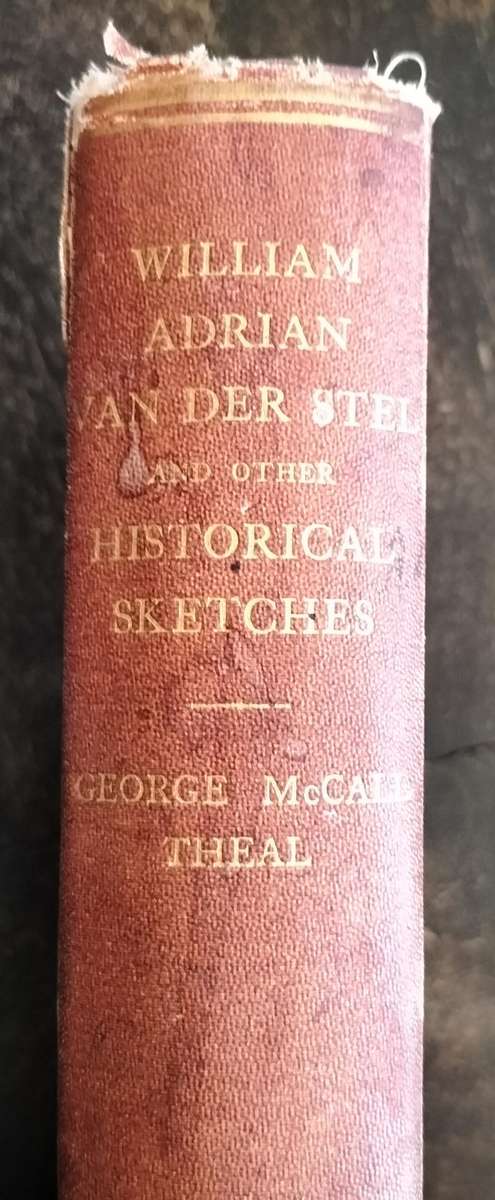 WILLIAM
ADRIAN
VAN DER STEL
AND OTHER
HISTORICAL
SKETCHES
GEORGE McCALL
THEAL